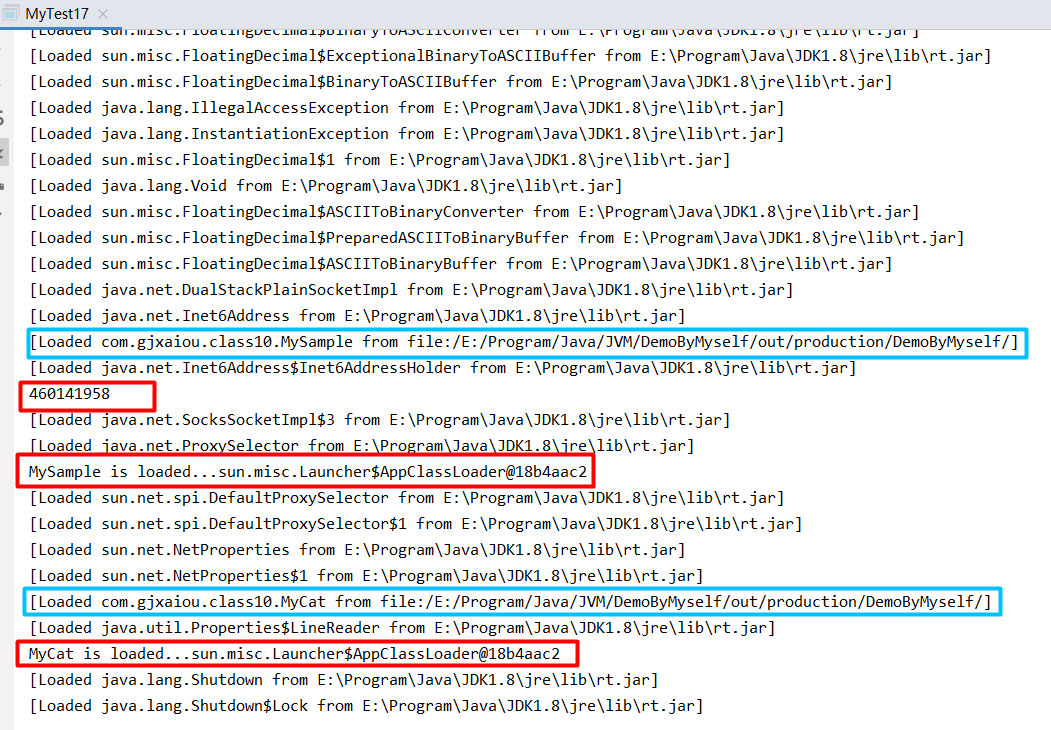 MyTest17
[Loaded sun.misc.FloatingDecimal$BinaryToASCIIConverter from E:\Program\Java\JDK1.8\jre\lib\rt.jar]
[Loaded sun.misc.FloatingDecimal$ExceptionalBinaryToASCIIBuffer from E:\Program\Java\JDK1.8\jre\lib\rt.jar]
[Loaded sun.misc.FloatingDecimal$BinaryToASCIIBuffer from E:\Program\Java\JDK1.8\jre\lib\rt.jar]
[Loaded java.lang.IllegalAccessException from E:\Program\Java\JDK1.8\jre\lib\rt.jar]
[Loaded java.lang.InstantiationException from E:\Program\Java\JDK1.8\jre\lib\rt.jar]
[Loaded sun.misc.FloatingDecimal$1 from E:\Program\Java\JDK1.8\jre\lib\rt.jar]
[Loaded java.lang.Void from E:\Program\Java\JDK1.8\jre\lib\rt.jar]
[Loaded sun.misc.FloatingDecimal$ASCIIToBinaryConverter from E:\Program\Java\JDK1.8\jre\lib\rt.jar]
[Loaded sun.misc.FloatingDecimal$PreparedASCIIToBinaryBuffer from E:\Program\Java\JDK1.8\jre\lib\rt.jar]
[Loaded sun.misc.FloatingDecimal$ASCIIToBinaryBuffer from E:\Program\Java\JDK1.8\jre\lib\rt.jar]
[Loaded java.net.DualStackPlainSocketImpl from E:\Program\Java\JDK1.8\jre\lib\rt.jar]
[Loaded java.net.Inet6Address from E:\Program\Java\JDK1.8\jre\lib\rt.jar]
[Loaded com.gjxaiou.class10.MySample from file:/E:/Program/Java/JVM/DemoByMyself/out/production/DemoByMyself/]
[Loaded java.net.Inet6Address$Inet6AddressHolder from E:\Program\Java\JDK1.8\jre\lib\rt.jar]
460141958
[Loaded java.net.SocksSocketImpl$3 from E:\Program\Java\JDK1.8\jre\lib\rt.jar]
[Loaded java.net.ProxySelector from E:\Program\Java\JDK1.8\jre\lib\rt.jar]
MySample is loaded...sun.misc.Launcher$AppClassLoader@18b4aac2
[Loaded sun.net.spi.DefaultProxySelector from E:\Program\Java\JDK1.8\jre\lib\rt.jar]
[Loaded sun.net.spi.DefaultProxySelector$1 from E:\Program\Java\JDK1.8\jre\lib\rt.jar]
[Loaded sun.net.NetProperties from E:\Program\Java\JDK1.8\jre\lib\rt.jar]
[Loaded sun.net.NetProperties$1 from E:\Program\Java\JDK1.8\jre\lib\rt.jar]
[Loaded com.gjxaiou.class10.MyCat from file:/E:/Program/Java/JVM/DemoByMyself/out/production/DemoByMyself/]
[Loaded java.util.Properties$LineReader from E:\Program\Java\JDK1.8\jre\lib\rt.jar]
MyCat is loaded...sun.misc.Launcher$AppClassLoader@18b4aac2
[Loaded java.lang.Shutdown from E:\Program\Java\JDK1.8\jre\lib\rt.jar]
[Loaded java.lang.Shutdown$Lock from E:\Program\Java\JDK1.8\jre\lib\rt.jar]